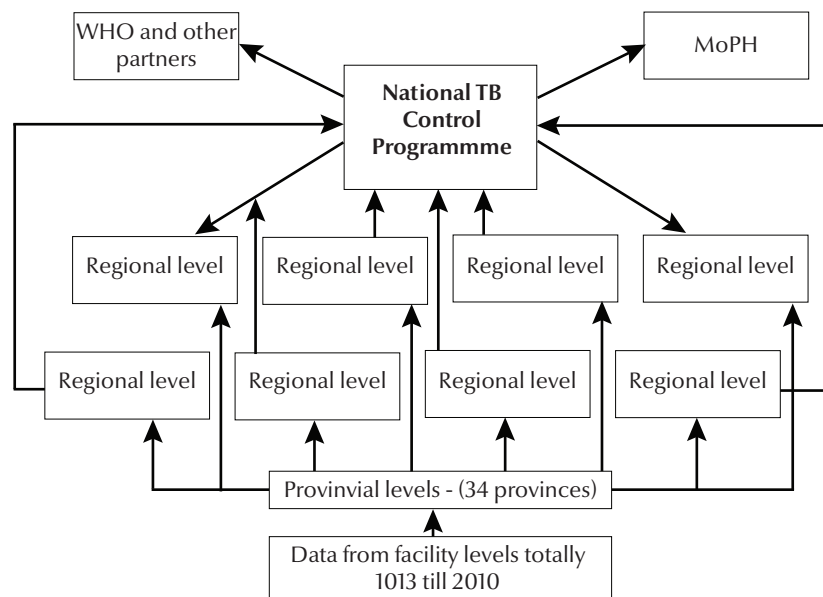 WHO and other
partners
MoPH
National TB
Control
Programmme
Regional level
Regional level
Regional level
Regional level
Regional level
Regional level
Regional level
Regional level
Provinvial levels - (34 provinces)
Data from facility levels totally
1013 till 2010